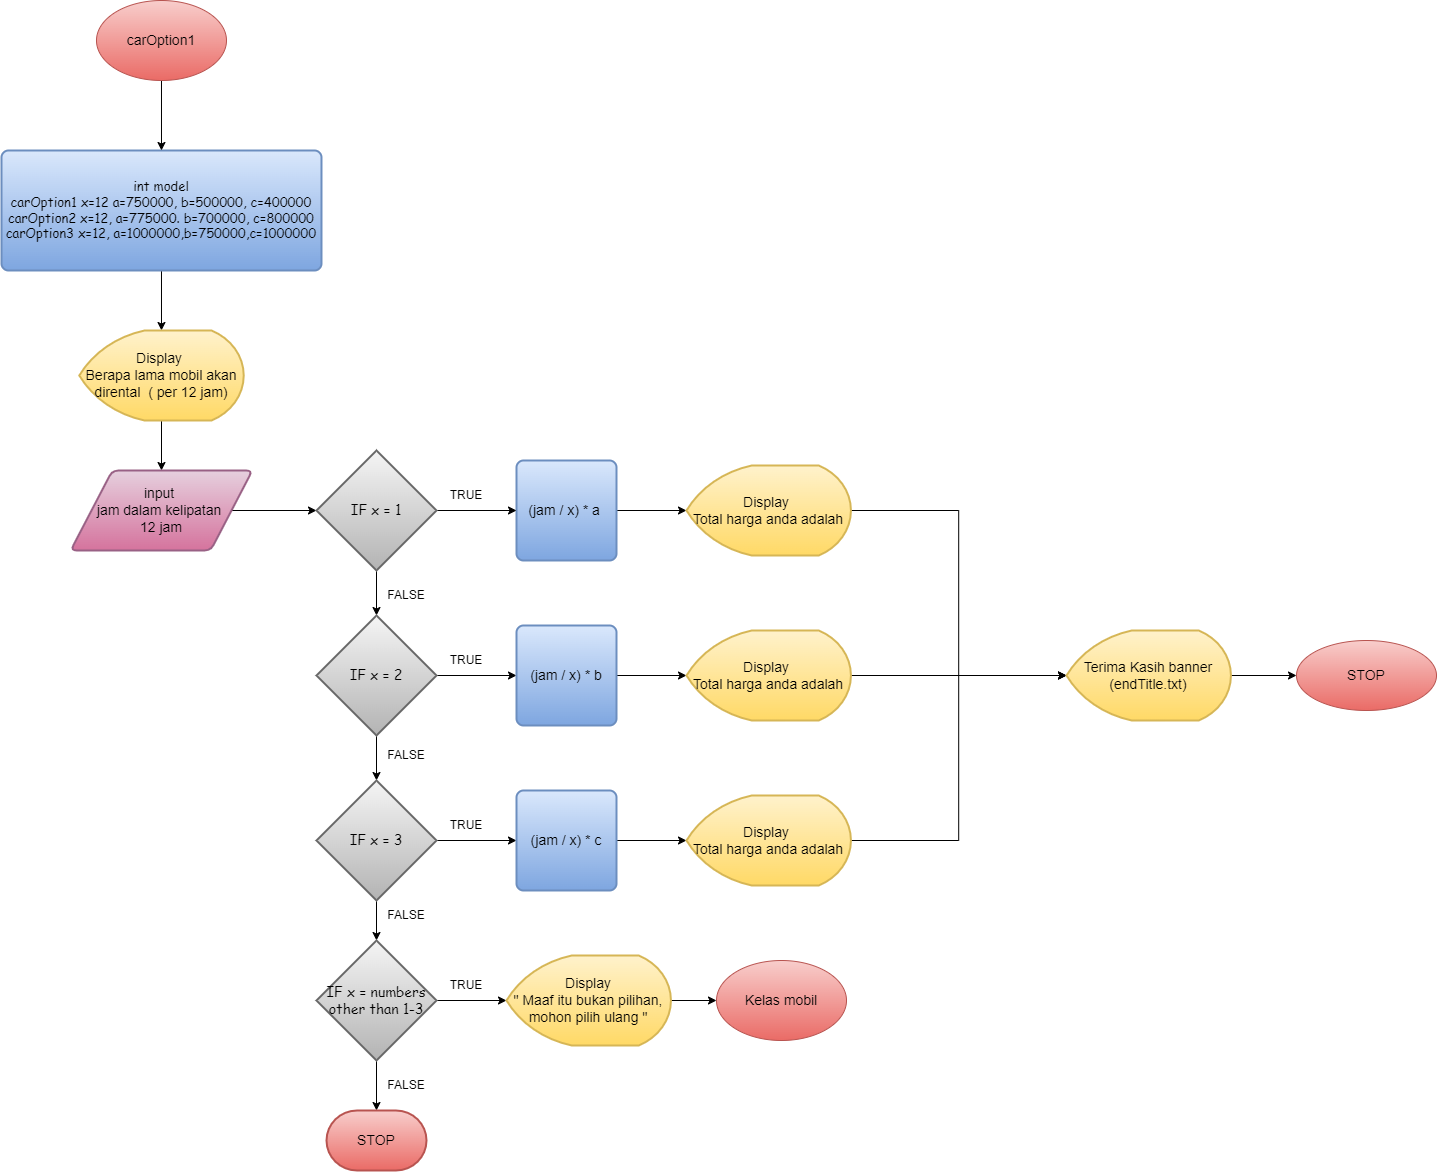 carOption1
int model
carOption1 x=12 a=750000, b=500000, c=400000
carOption2 x=12, a=775000. b=700000, c=800000
carOption3 x=12, a=1000000,b=750000,c=1000000
Display
Berapa lama mobil akan
dirental  ( per 12 jam)
input
jam dalam kelipatan
12 jam
IF x = 1
TRUE
(jam / x) * a
Display
Total harga anda adalah
FALSE
IF x = 2
TRUE
(jam / x) * b
Display
Total harga anda adalah
Terima Kasih banner
(endTitle.txt)
STOP
FALSE
IF x = 3
TRUE
(jam / x) * c
Display
Total harga anda adalah
FALSE
IF x = numbers
other than 1-3
TRUE
Display
" Maaf itu bukan pilihan,
mohon pilih ulang "
Kelas mobil
FALSE
STOP